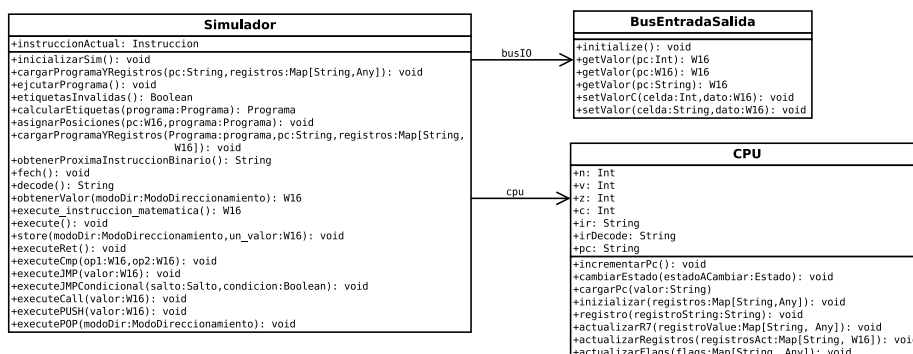 Simulador
+instruccionActual: Instruccion
+inicializarSim(): void
+cargarProgramaYRegistros(pc:String,registros:Map[String,Any]): void
+ejcutarPrograma(): void
+etiquetasInvalidas(): Boolean
+calcularEtiquetas(programa:Programa): Programa
+asignarPosiciones(pc:W16,programa:Programa): void
+cargarProgramaYRegistros(Programa:programa,pc:String,registros:Map[String,
W16]): void
+obtenerProximaInstruccionBinario(): String
+fech(): void
+decode(): String
+obtenerValor(modoDir:ModoDireccionamiento): W16
+execute_instruccion_matematica(): W16
+execute(): void
+store(modoDir:ModoDireccionamiento,un_valor:W16): void
+executeRet(): void
+executeCmp(op1:W16,op2:W16): void
+executeJMP(valor:W16): void
+executeJMPCondicional(salto:Salto,condicion:Boolean): void
+executeCall(valor:W16): void
+executePUSH(valor:W16): void
+executePOP(modoDir:ModoDireccionamiento): void
busIO
cpu
BusEntradaSalida
+initialize(): void
+getValor(pc:Int): W16
+getValor(pc:W16): W16
+getValor(pc:String): W16
+setValorC(celda:Int,dato:W16): void
+setValor(celda:String,dato:W16): void
CPU
+n: Int
+v: Int
+z: Int
+c: Int
+ir: String
+irDecode: String
+pc: String
+incrementarPc(): void
+cambiarEstado(estadoACambiar:Estado): void
+cargarPc(valor:String)
+inizializar(registros:Map[String,Any]): void
+registro(registroString:String): void
+actualizarR7(registroValue:Map[String, Any]): void
+actualizarRegistros(registrosAct:Map[String, W16]): void
+actualizarFlags(flags:Map[String, Any]): void